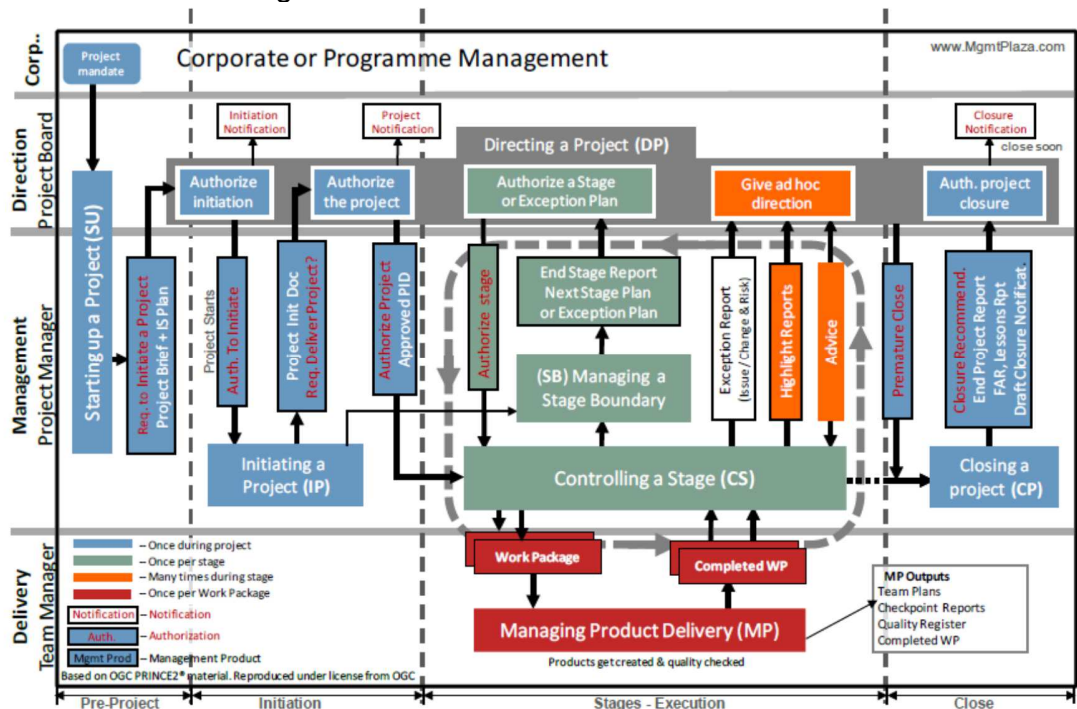 Corp..
Project
mandate
Corporate or Programme Management
www.MgmtPlaza.com
Direction
Project Board
Initiation
Notification
Project
Notification
Closure
Notification
close soon
Directing a Project (DP)
Authorize
initiation
Authorize
the project
Authorize a Stage
or Exception Plan
Give ad hoc
direction
Auth. project
closure
Management
Project Manager
Starting up a Project (SU)
Req. to Initiate a Project
Project Brief + IS Plan
Project Starts
Auth. To Initiate
Project Init Doc
Req. Deliver Project?
Authorize Project
Approved PID
Authorize stage
End Stage Report
Next Stage Plan
or Exception Plan
(SB) Managing a
Stage Boundary
Exception Report
(Issue / Change & Risk)
Highlight Reports
Advice
Premature Close
Closure Recommend.
End Project Report
FAR, lessons Rpt
Draft Closure Notificat.
Initiating a
Project (IP)
Controlling a Stage (CS)
Closing a
project (CP)
Delivery
Team Manager
– Once during project
– Once per stage
– Many times during stage
– Once per Work Package
Notification – Notification
Auth. – Authorization
Mgmt Prod – Management Product
Work Package
Completed WP
Managing Product Delivery (MP)
Products get created & quality checked
MP Outputs
Team Plans
Checkpoint Reports
Quality Register
Completed WP
Based on OGC PRINCE2® material. Reproduced under license from OGC
Pre-Project
Initiation
Stages - Execution
Close